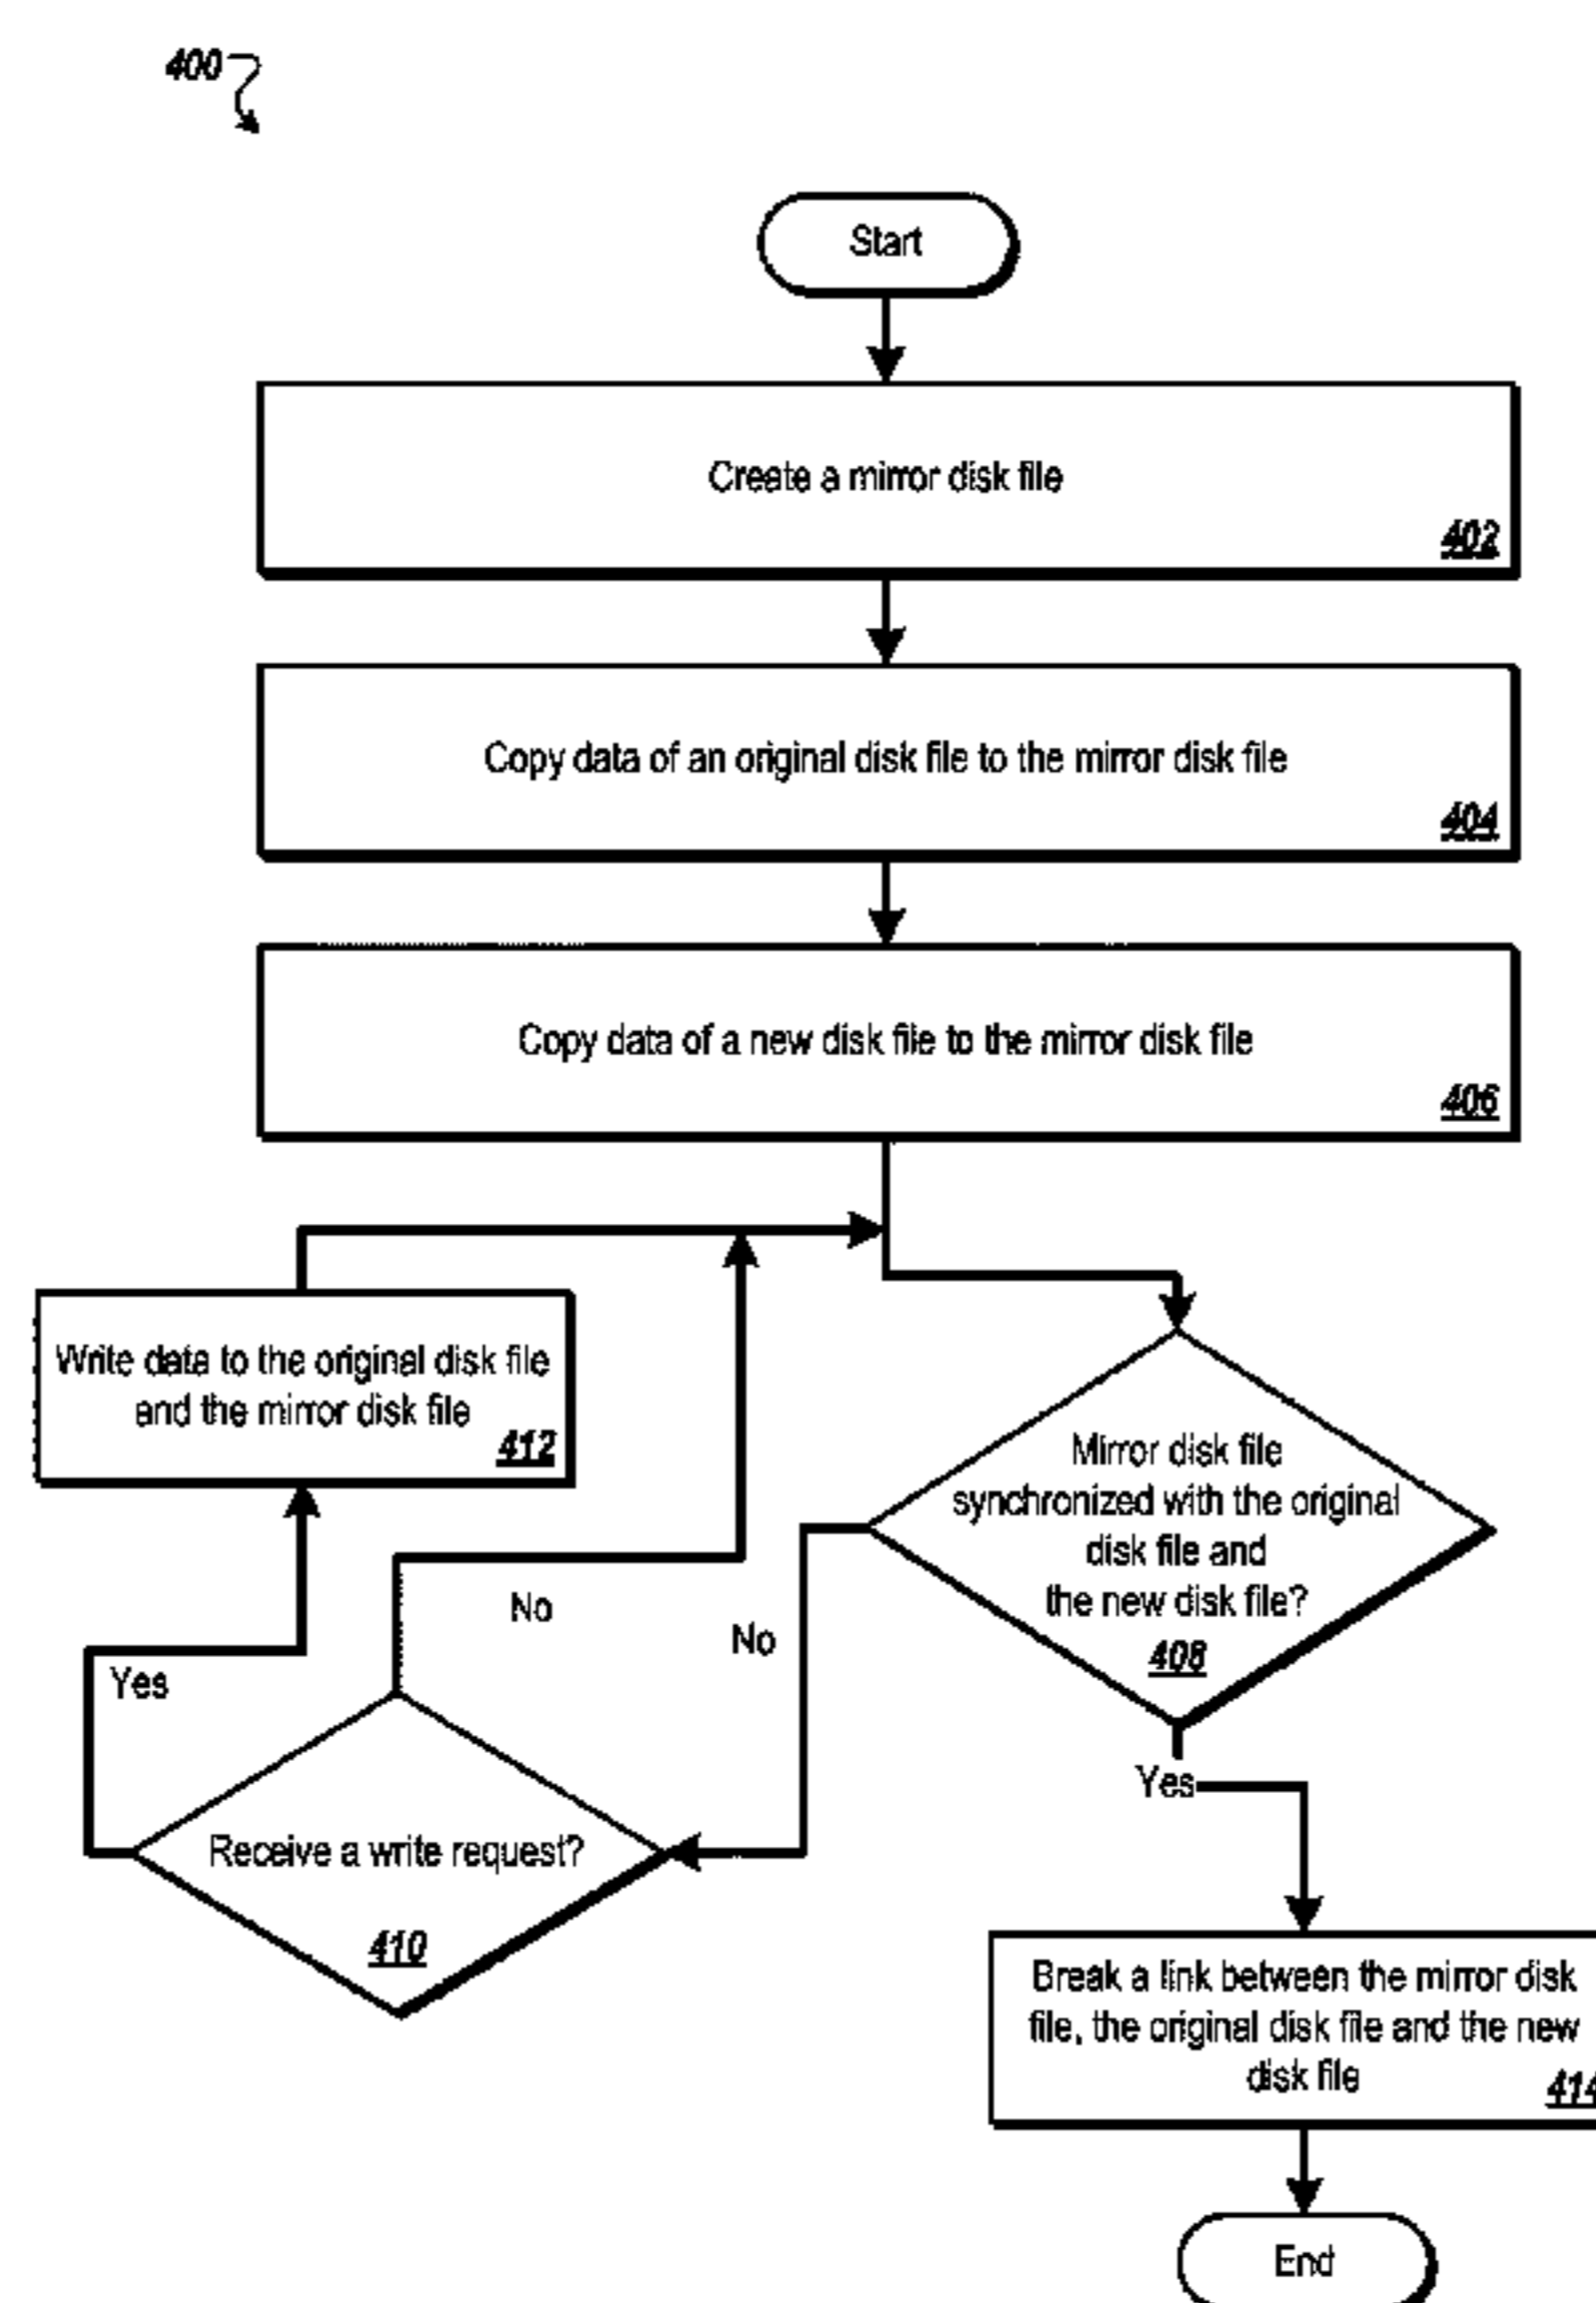 400
Start
Create a mirror disk file
402
Copy data of an original disk file to the mirror disk file
404
Copy data of a new disk file to the mirror disk file
406
Write data to the original disk file
and the mirror disk file
412
Mirror disk file
synchronized with the original
disk file and
the new disk file?
408
No
No
Yes
Yes
Receive a write request?
410
Break a link between the mirror disk
file, the original disk file and the new
disk file
414
End